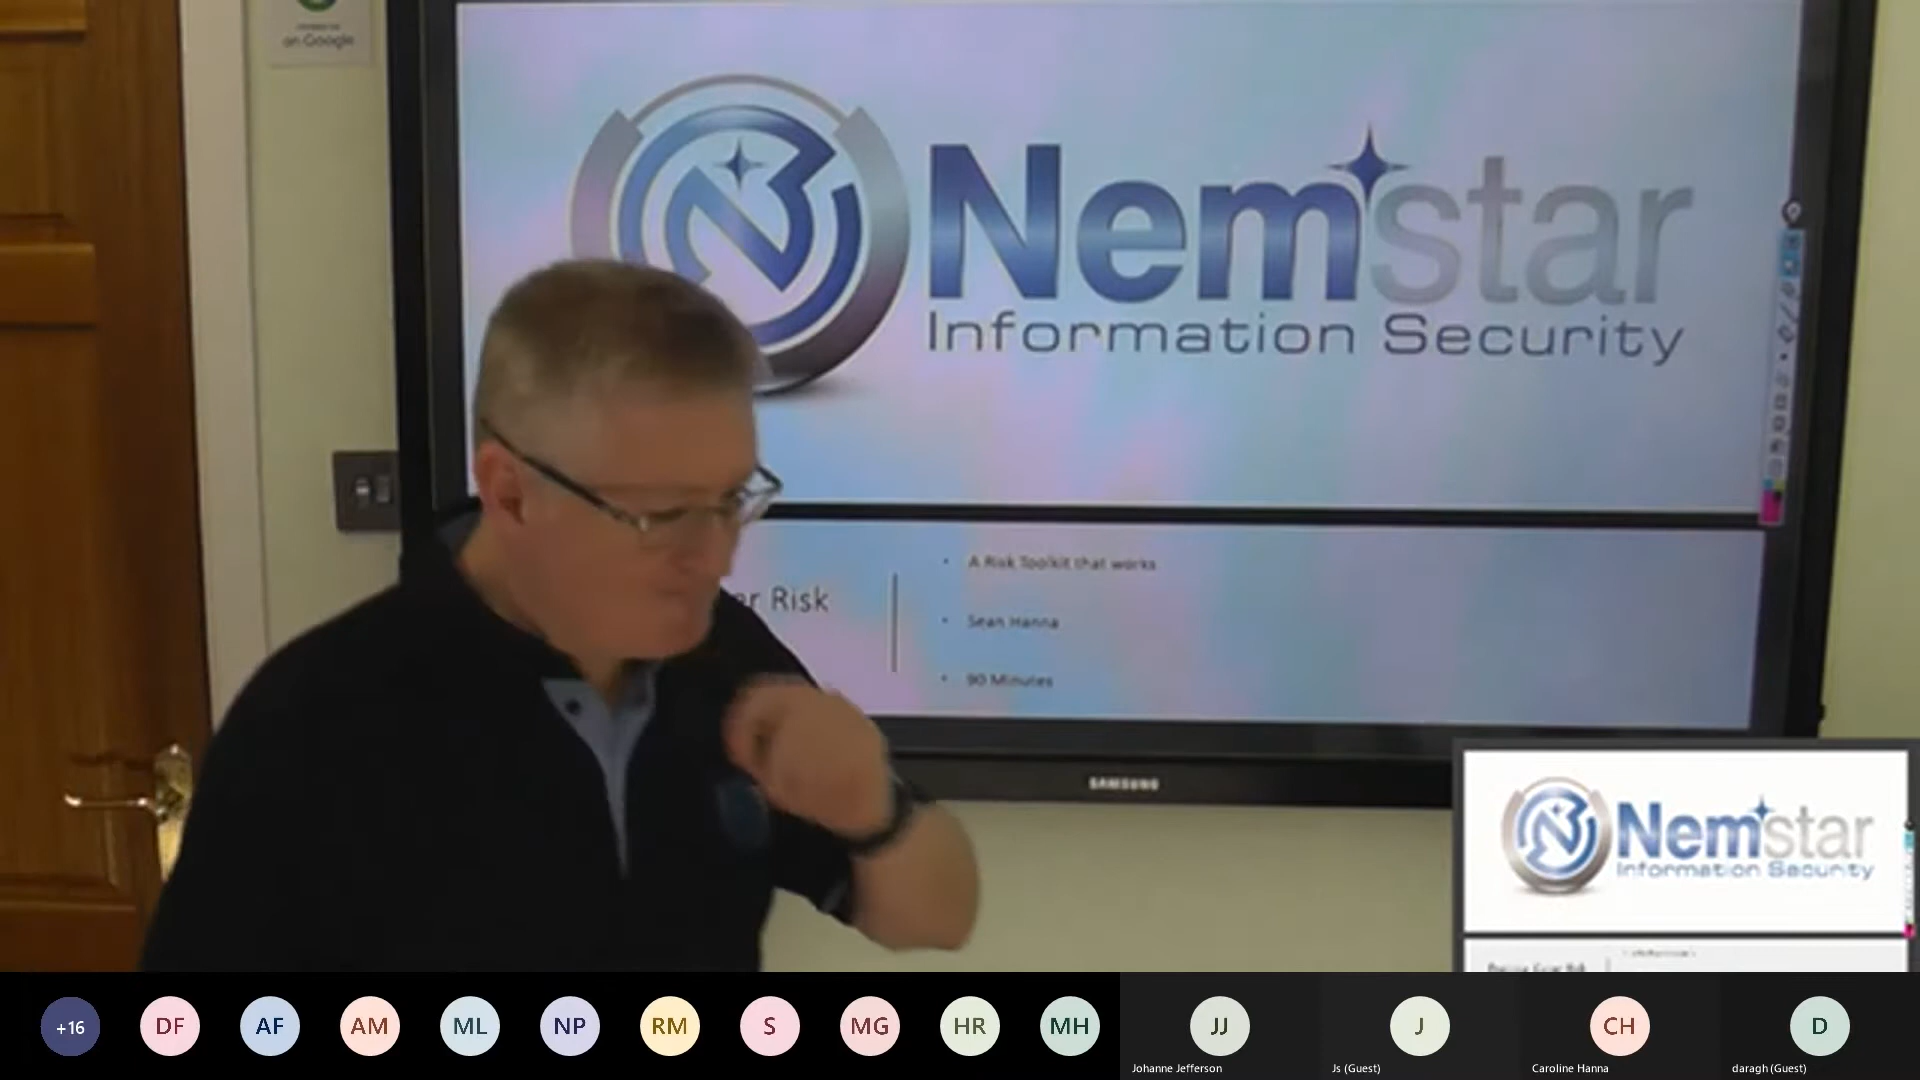 on Google
Nemstar
Information Security
• A Risk Toolkit that works
er Risk
• Sean Hanna
• 90 Minutes
SAMSUNG
Nemstar
Information Security
+16
DF
AF
AM
ML
NP
RM
S
MG
HR
MH
JJ
J
CH
D
Johanne Jefferson
Js (Guest)
Caroline Hanna
daragh (Guest)